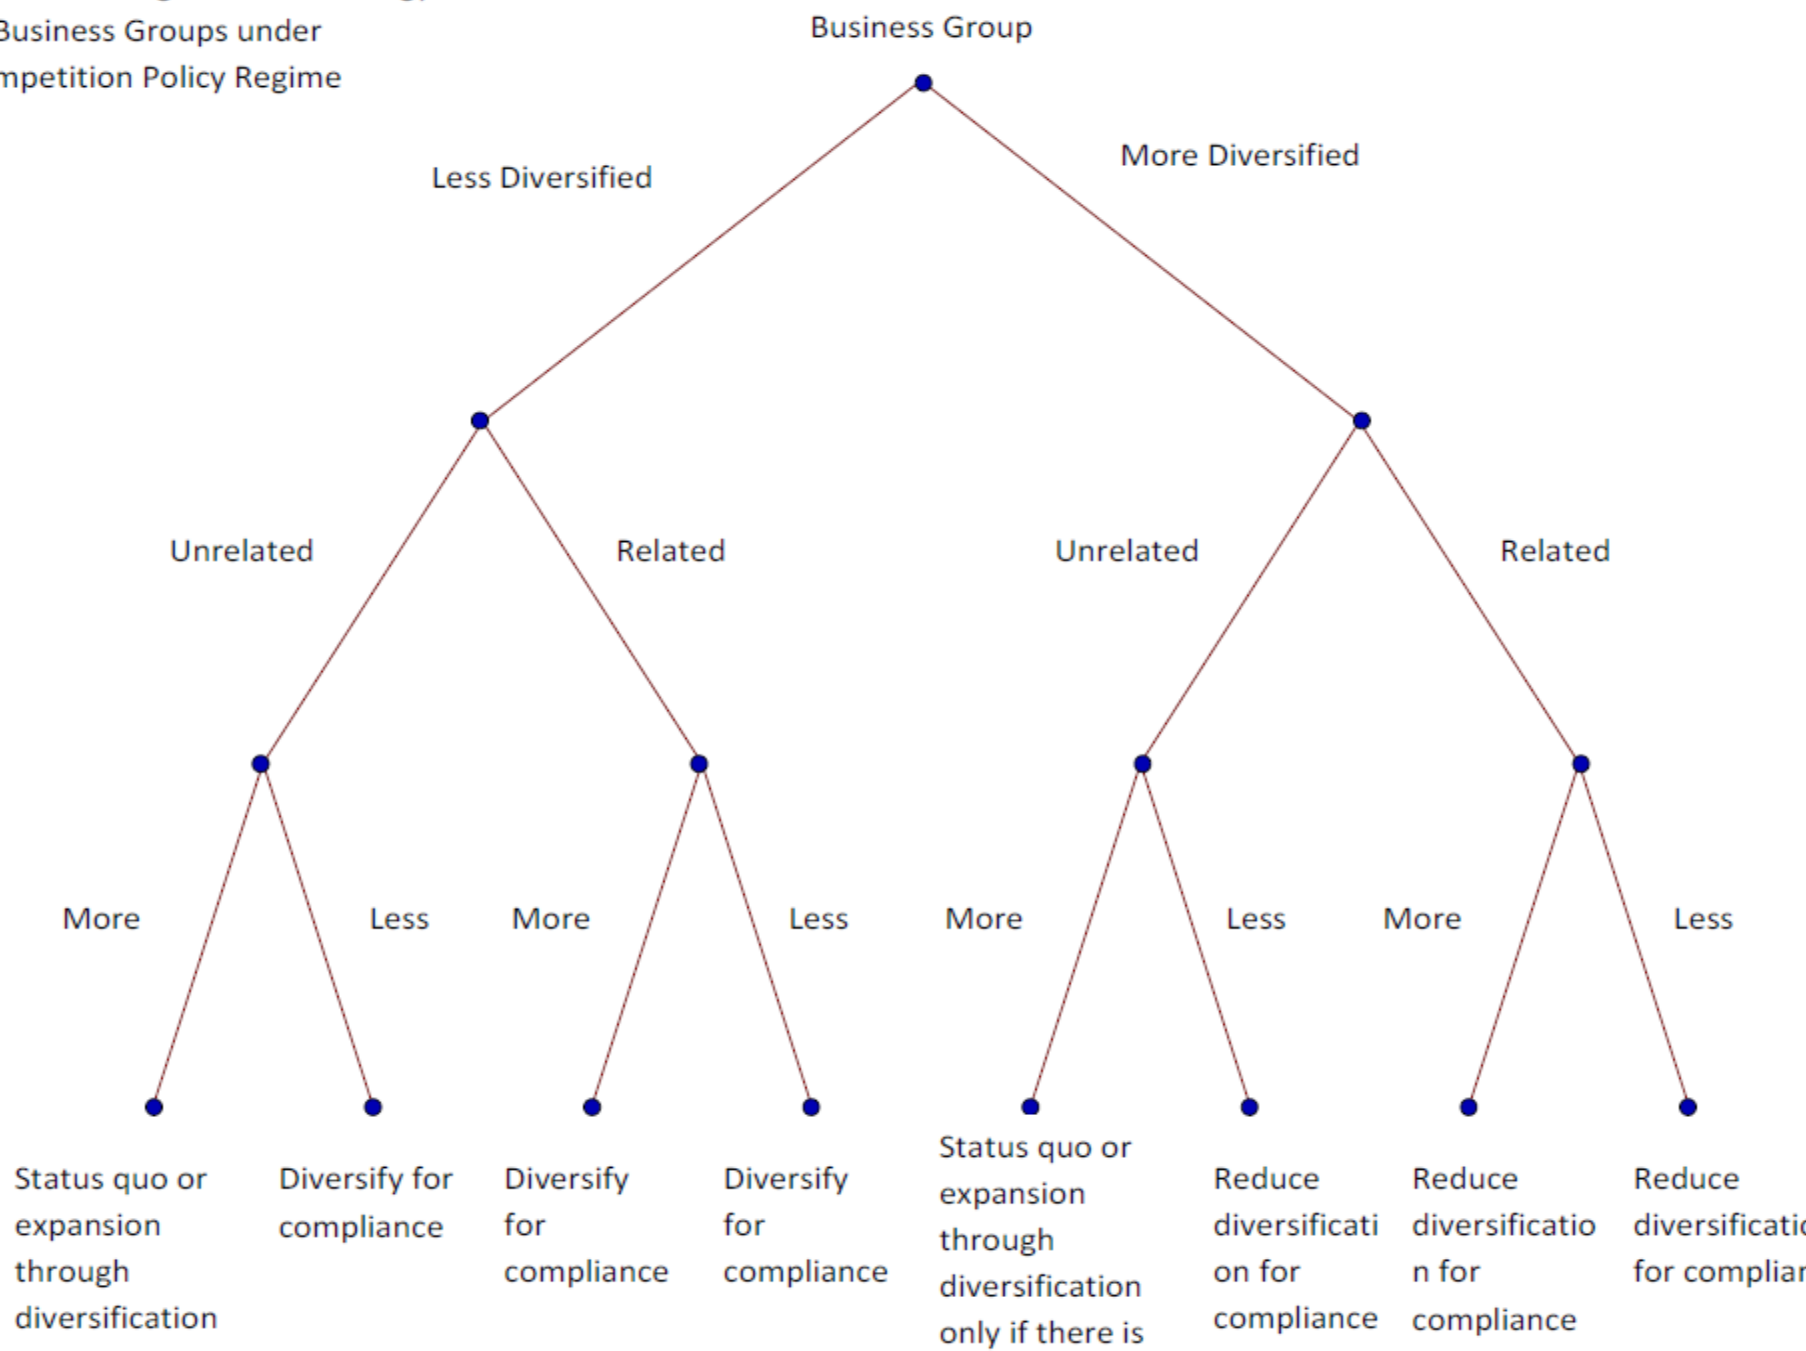 Business Groups under
mpetition Policy Regime
Business Group
Less Diversified
More Diversified
Unrelated
Related
Unrelated
Related
More
Less
More
Less
More
Less
More
Less
Status quo or
expansion
through
diversification
Diversify for
compliance
Diversify
for
compliance
Diversify
for
compliance
Status quo or
expansion
through
diversification
only if there is
Reduce
diversificati
on for
compliance
Reduce
diversificatio
n for
compliance
Reduce
diversificatio
for complian